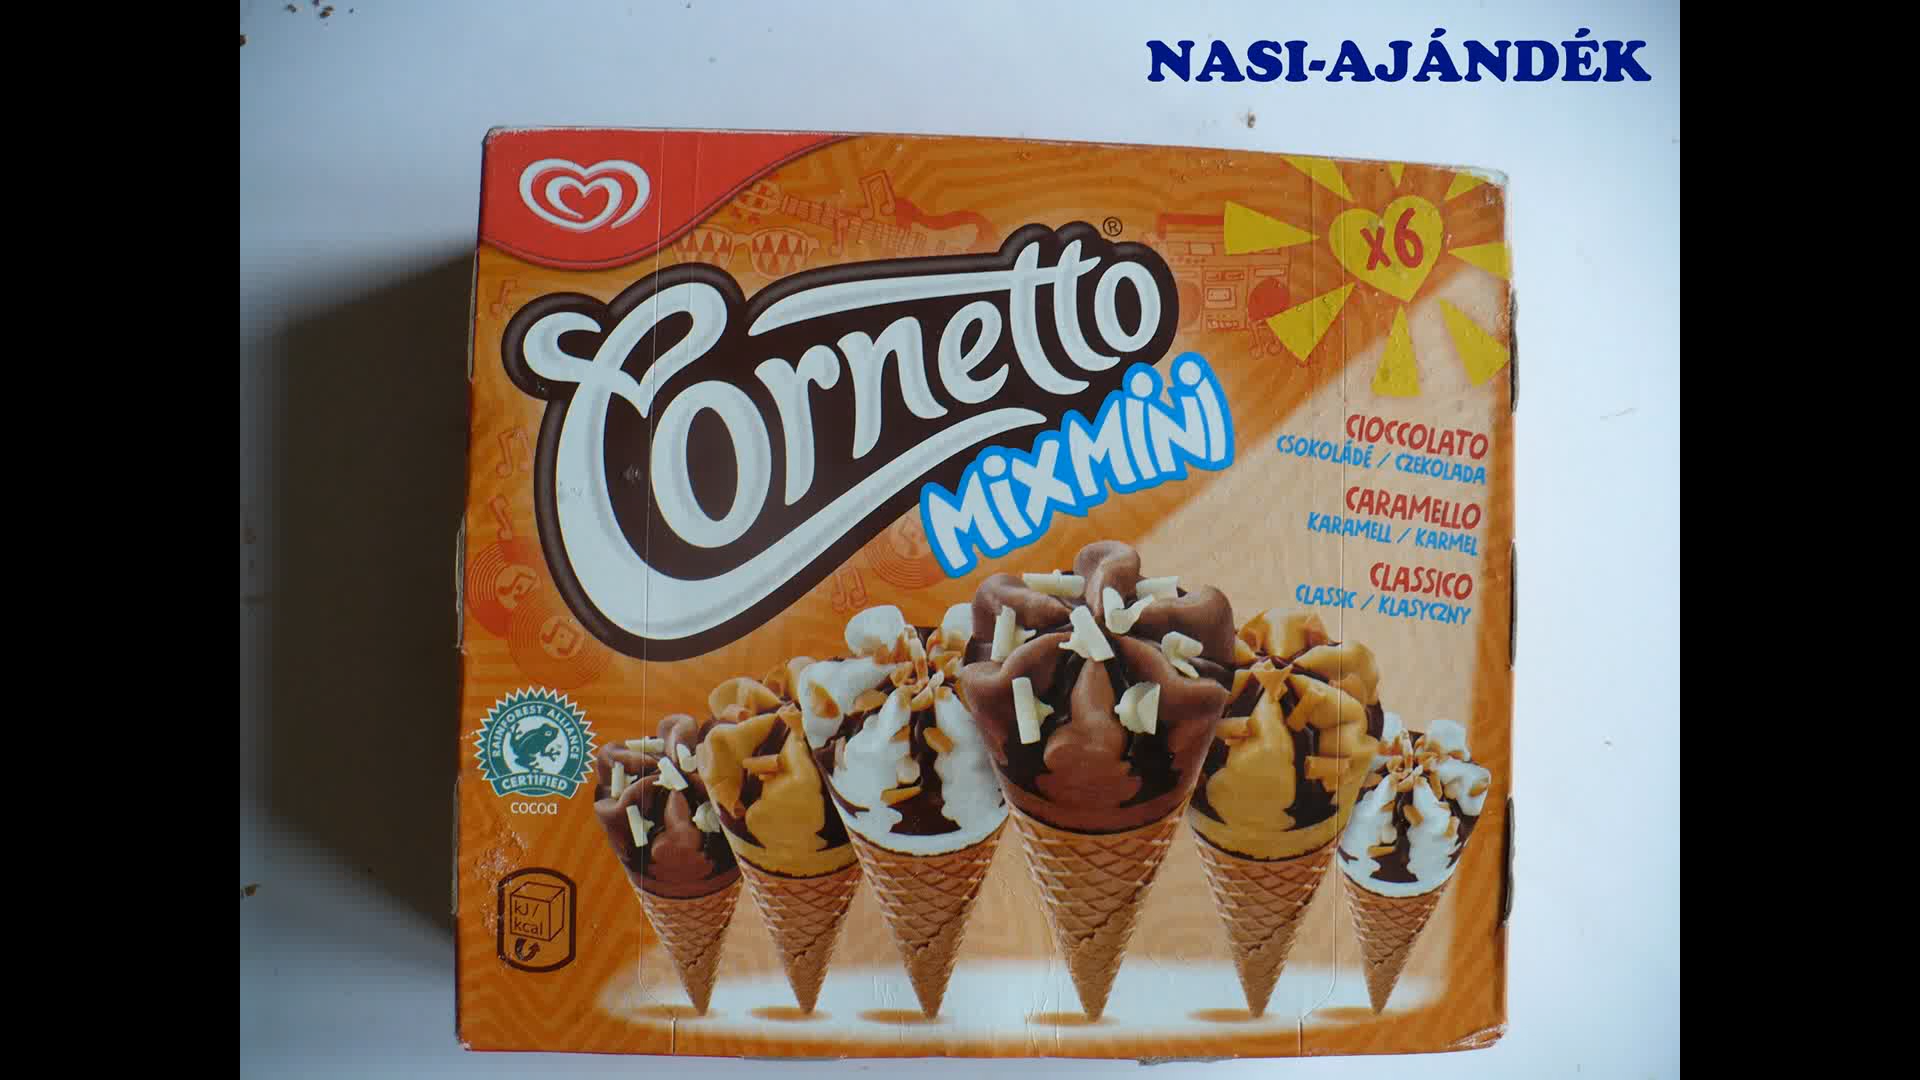 NASI-AJÁNDÉK
x6
Cornetto®
MixMiNi
CIOCCOLATO
CSOKOLÁDÉ / CZEKOLADA
CARAMELLO
KARAMELL / KARMEL
CLASSICO
CLASSIC / KLASYCZNY
RAINFOREST ALLIANCE
CERTIFIED
cocoa
kJ/
kcal